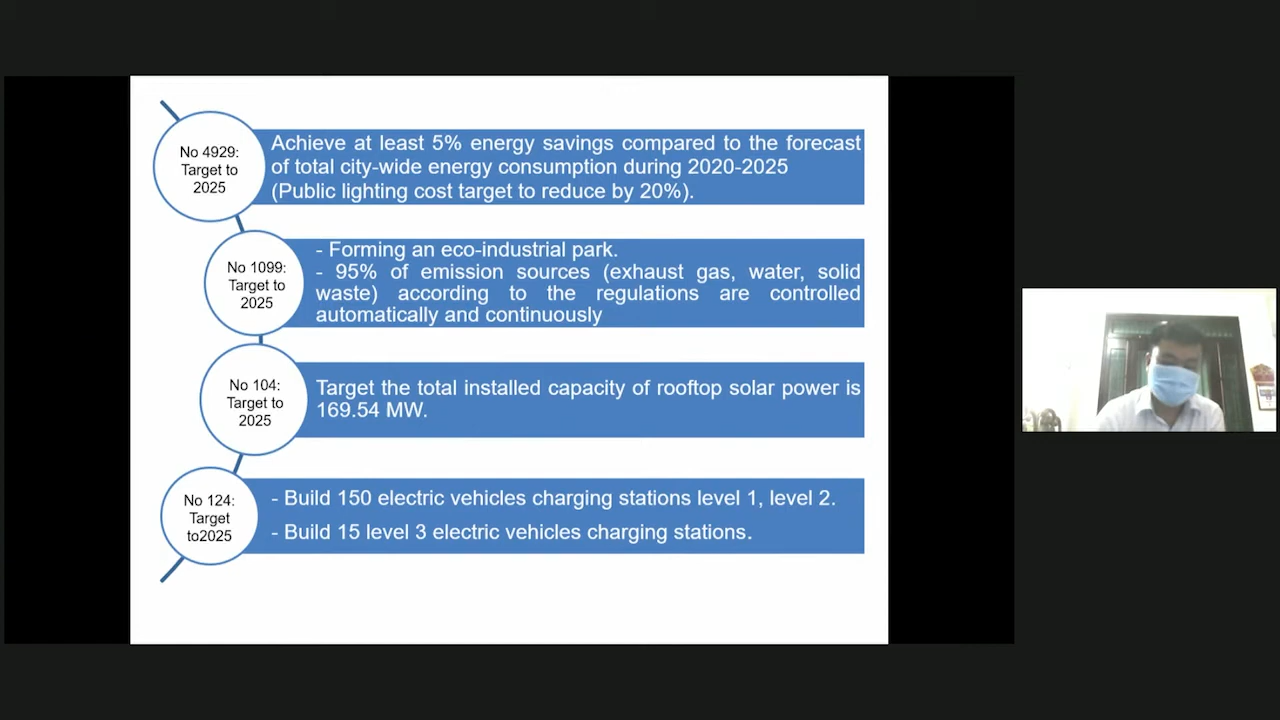 No 4929:
Target to
2025
Achieve at least 5% energy savings compared to the forecast
of total city-wide energy consumption during 2020-2025
(Public lighting cost target to reduce by 20%).
No 1099:
Target to
2025
- Forming an eco-industrial park.
- 95% of emission sources (exhaust gas, water, solid
waste) according to the regulations are controlled
automatically and continuously
No 104:
Target to
2025
Target the total installed capacity of rooftop solar power is
169.54 MW.
No 124:
Target
to2025
- Build 150 electric vehicles charging stations level 1, level 2.
- Build 15 level 3 electric vehicles charging stations.